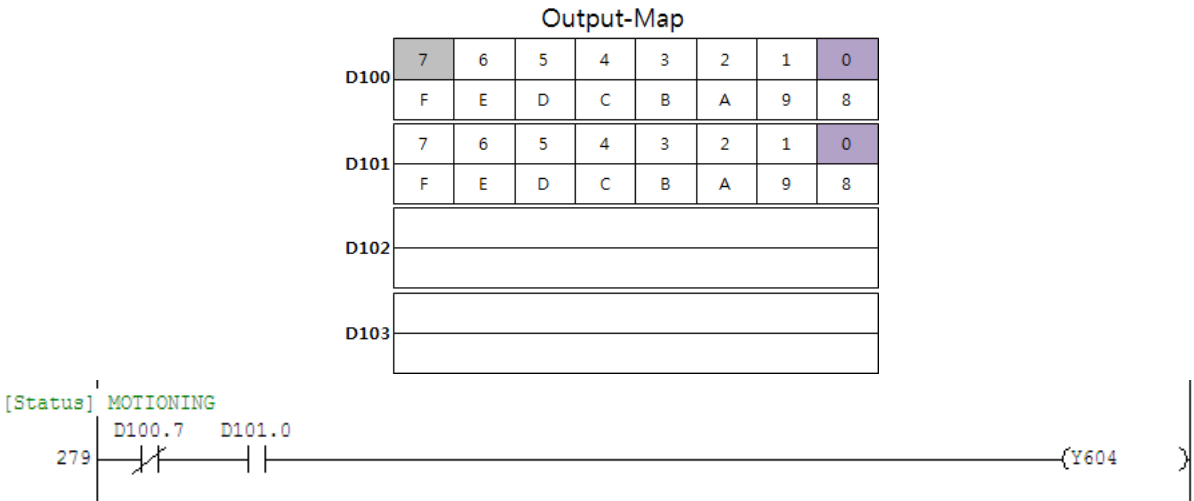 Output-Map
D100
7 6 5 4 3 2 1 0
F E D C B A 9 8
D101
7 6 5 4 3 2 1 0
F E D C B A 9 8
D102
D103
[Status] MOTIONING
D100.7 D101.0
279 Y604